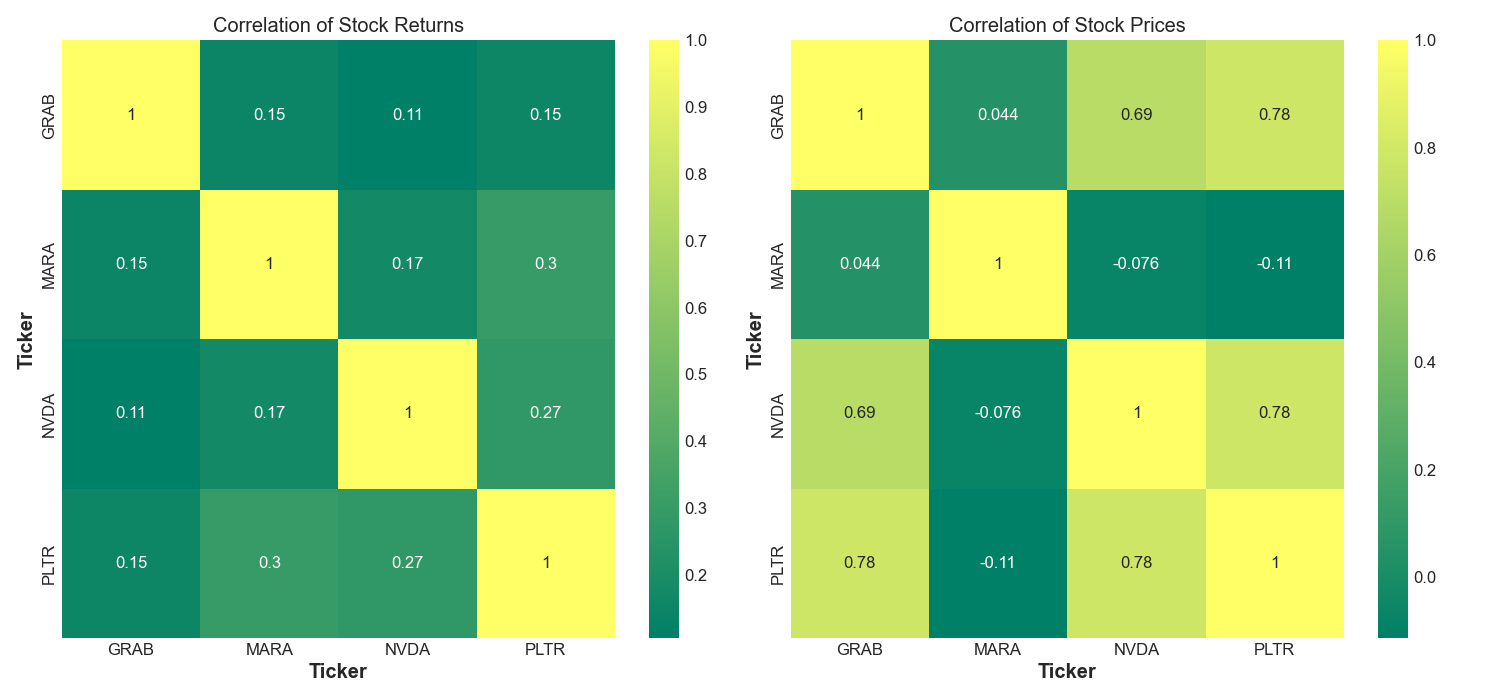 Correlation of Stock Returns
GRAB 1 0.15 0.11 0.15
MARA 0.15 1 0.17 0.3
NVDA 0.11 0.17 1 0.27
PLTR 0.15 0.3 0.27 1
GRAB MARA NVDA PLTR
Ticker
Ticker
1.0
0.9
0.8
0.7
0.6
0.5
0.4
0.3
0.2
Correlation of Stock Prices
GRAB 1 0.044 0.69 0.78
MARA 0.044 1 -0.076 -0.11
NVDA 0.69 -0.076 1 0.78
PLTR 0.78 -0.11 0.78 1
GRAB MARA NVDA PLTR
Ticker
Ticker
1.0
0.8
0.6
0.4
0.2
0.0